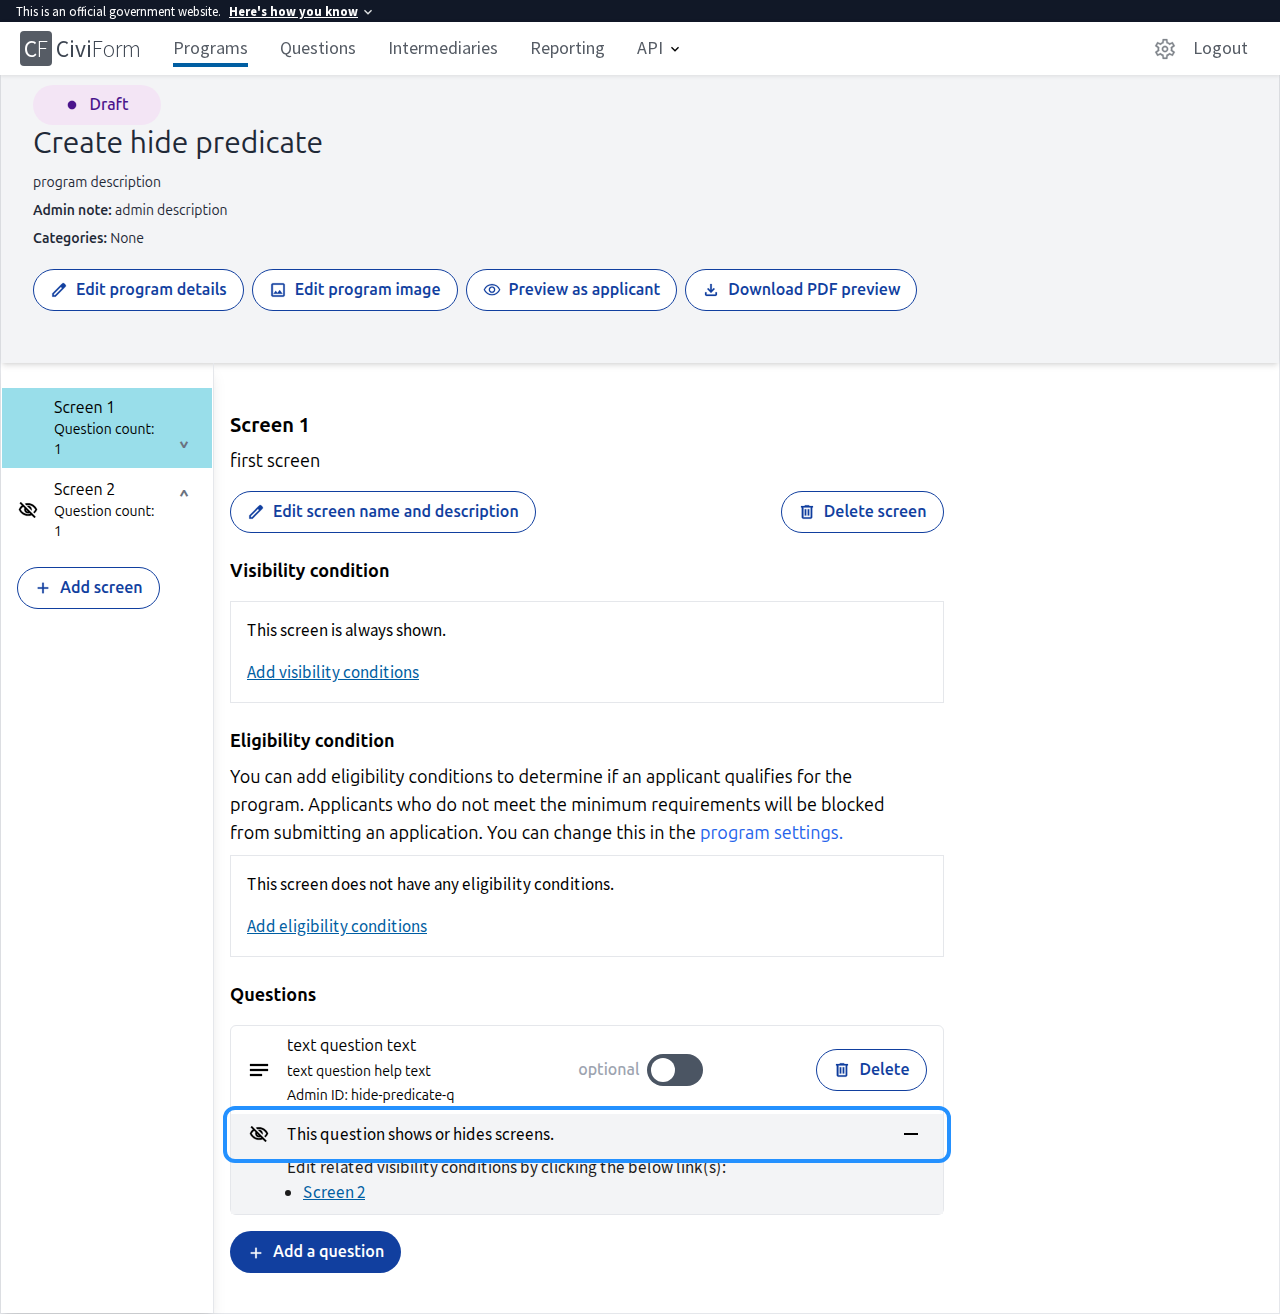 This is an official government website. Here's how you know
CF CiviForm Programs Questions Intermediaries Reporting API Logout
Draft
Create hide predicate
program description
Admin note: admin description
Categories: None
Edit program details Edit program image Preview as applicant Download PDF preview
Screen 1
Question count:
1
Screen 2
Question count:
1
Add screen
Screen 1
first screen
Edit screen name and description Delete screen
Visibility condition
This screen is always shown.
Add visibility conditions
Eligibility condition
You can add eligibility conditions to determine if an applicant qualifies for the
program. Applicants who do not meet the minimum requirements will be blocked
from submitting an application. You can change this in the program settings.
This screen does not have any eligibility conditions.
Add eligibility conditions
Questions
text question text
text question help text
Admin ID: hide-predicate-q
optional Delete
This question shows or hides screens.
Edit related visibility conditions by clicking the below link(s):
Screen 2
Add a question